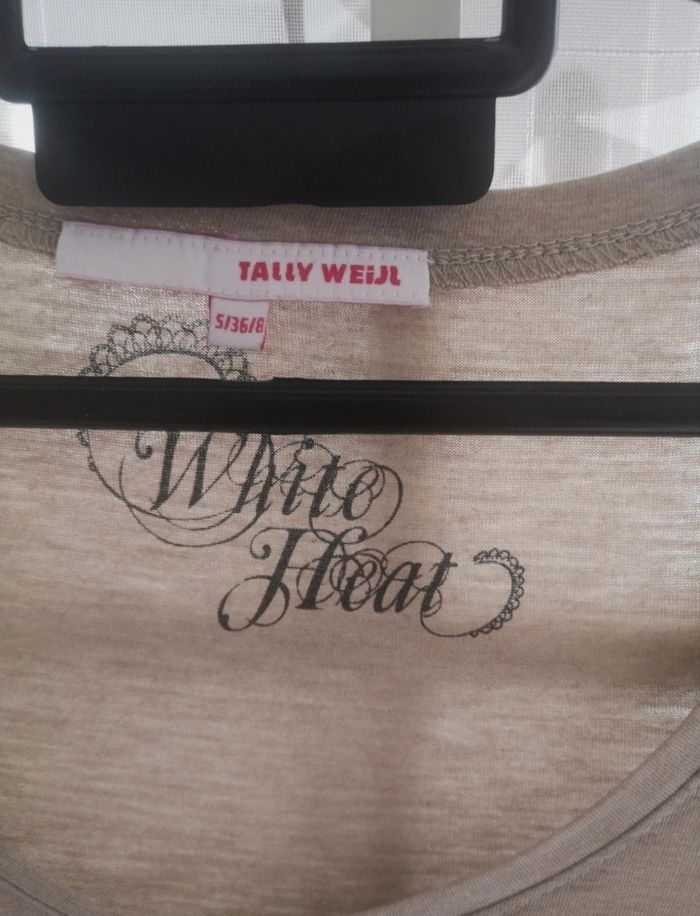 TALLY WEiJL
S/36/8
White
Heat